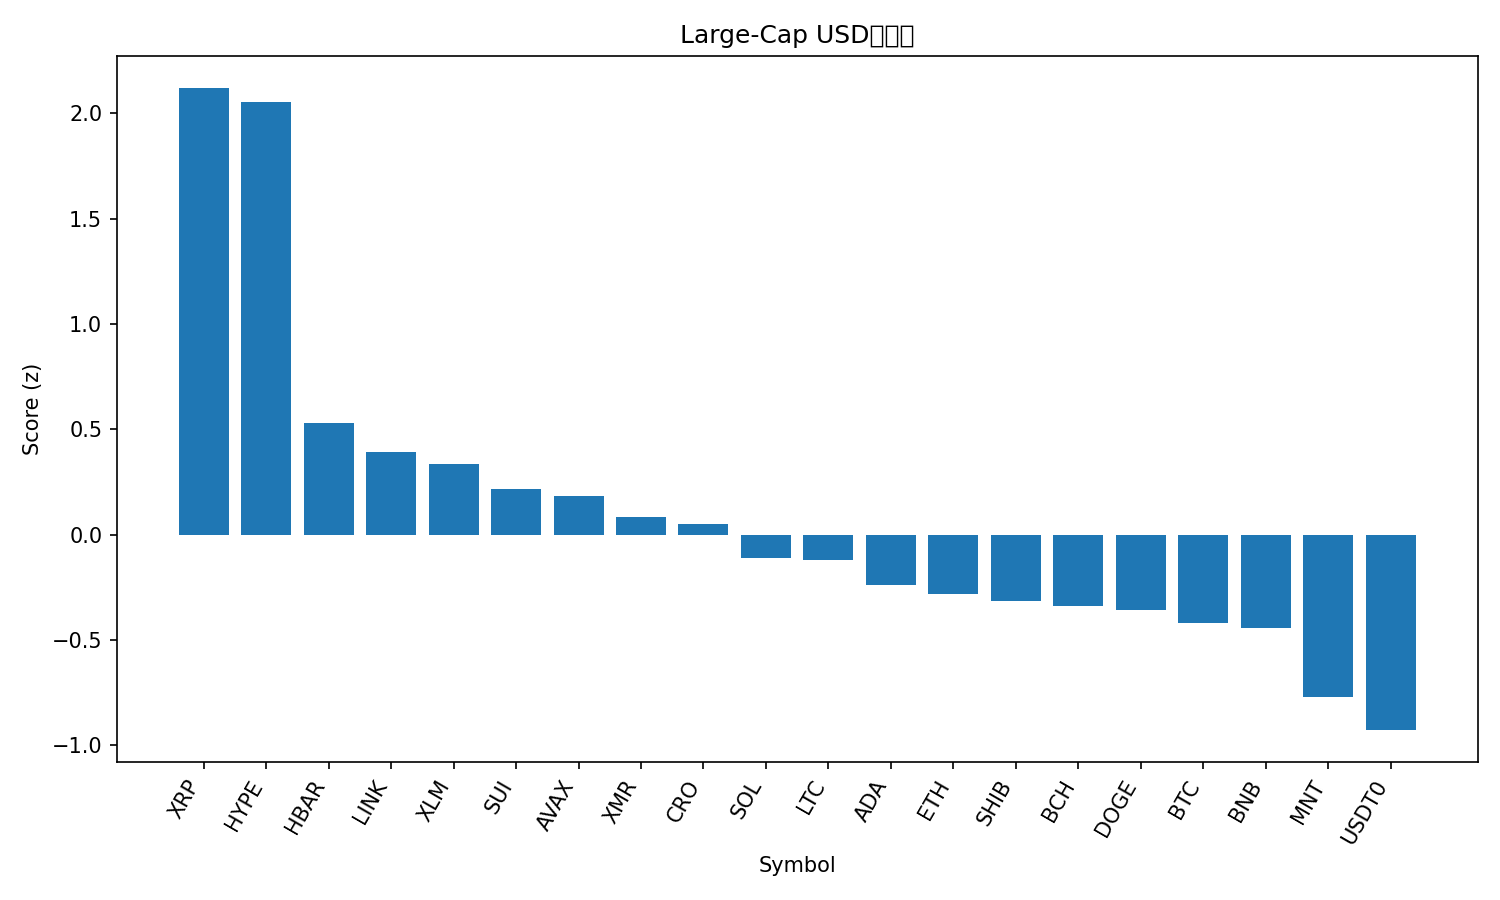 Large-Cap USD
Score (z)
2.0
1.5
1.0
0.5
0.0
−0.5
−1.0
XRP
HYPE
HBAR
LINK
XLM
SUI
AVAX
XMR
CRO
SOL
LTC
ADA
ETH
SHIB
BCH
DOGE
BTC
BNB
MNT
USDT0
Symbol